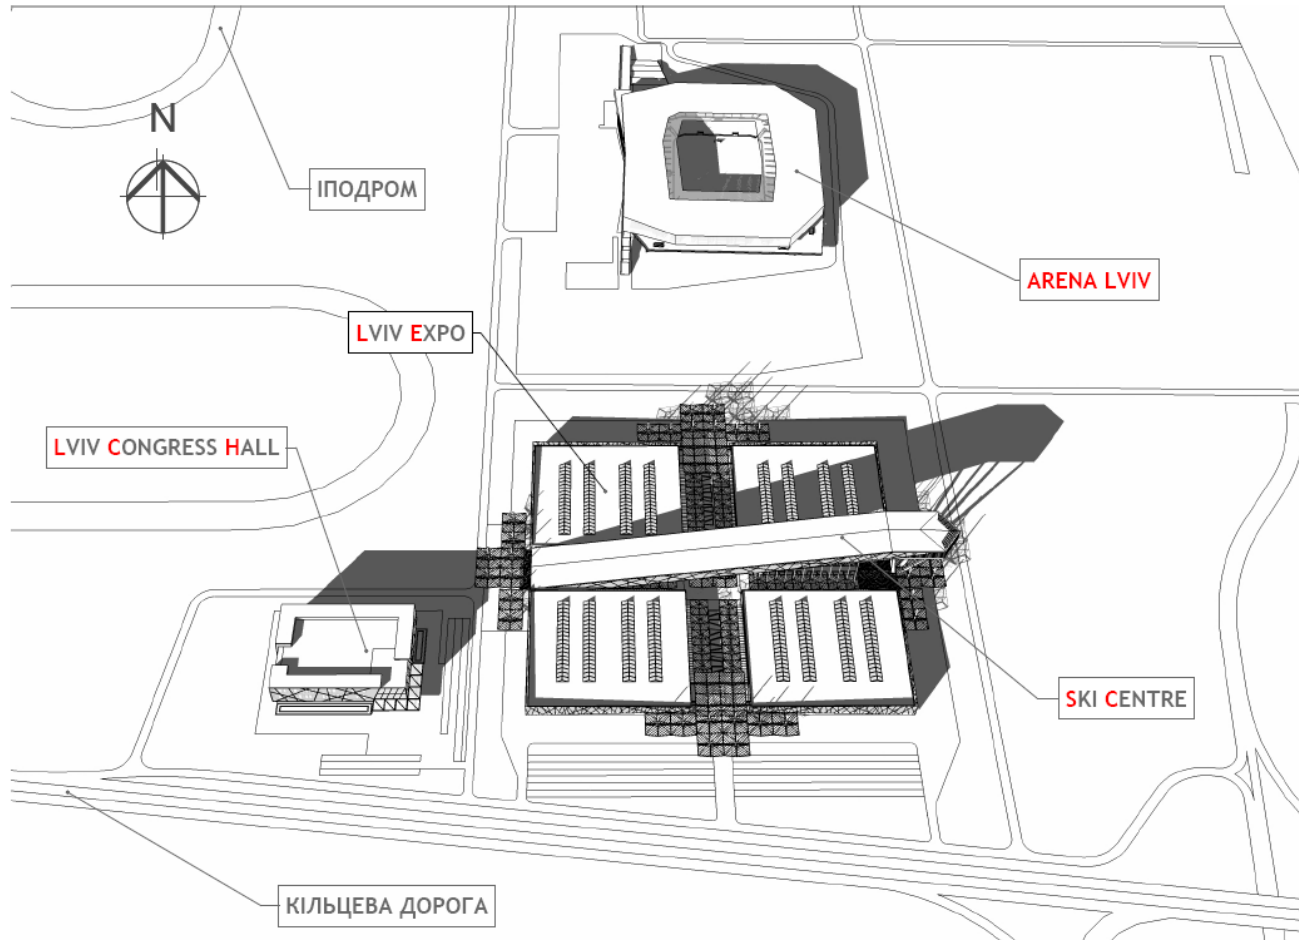 N
ІПОДРОМ
ARENA LVIV
LVIV EXPO
LVIV CONGRESS HALL
SKI CENTRE
КІЛЬЦЕВА ДОРОГА